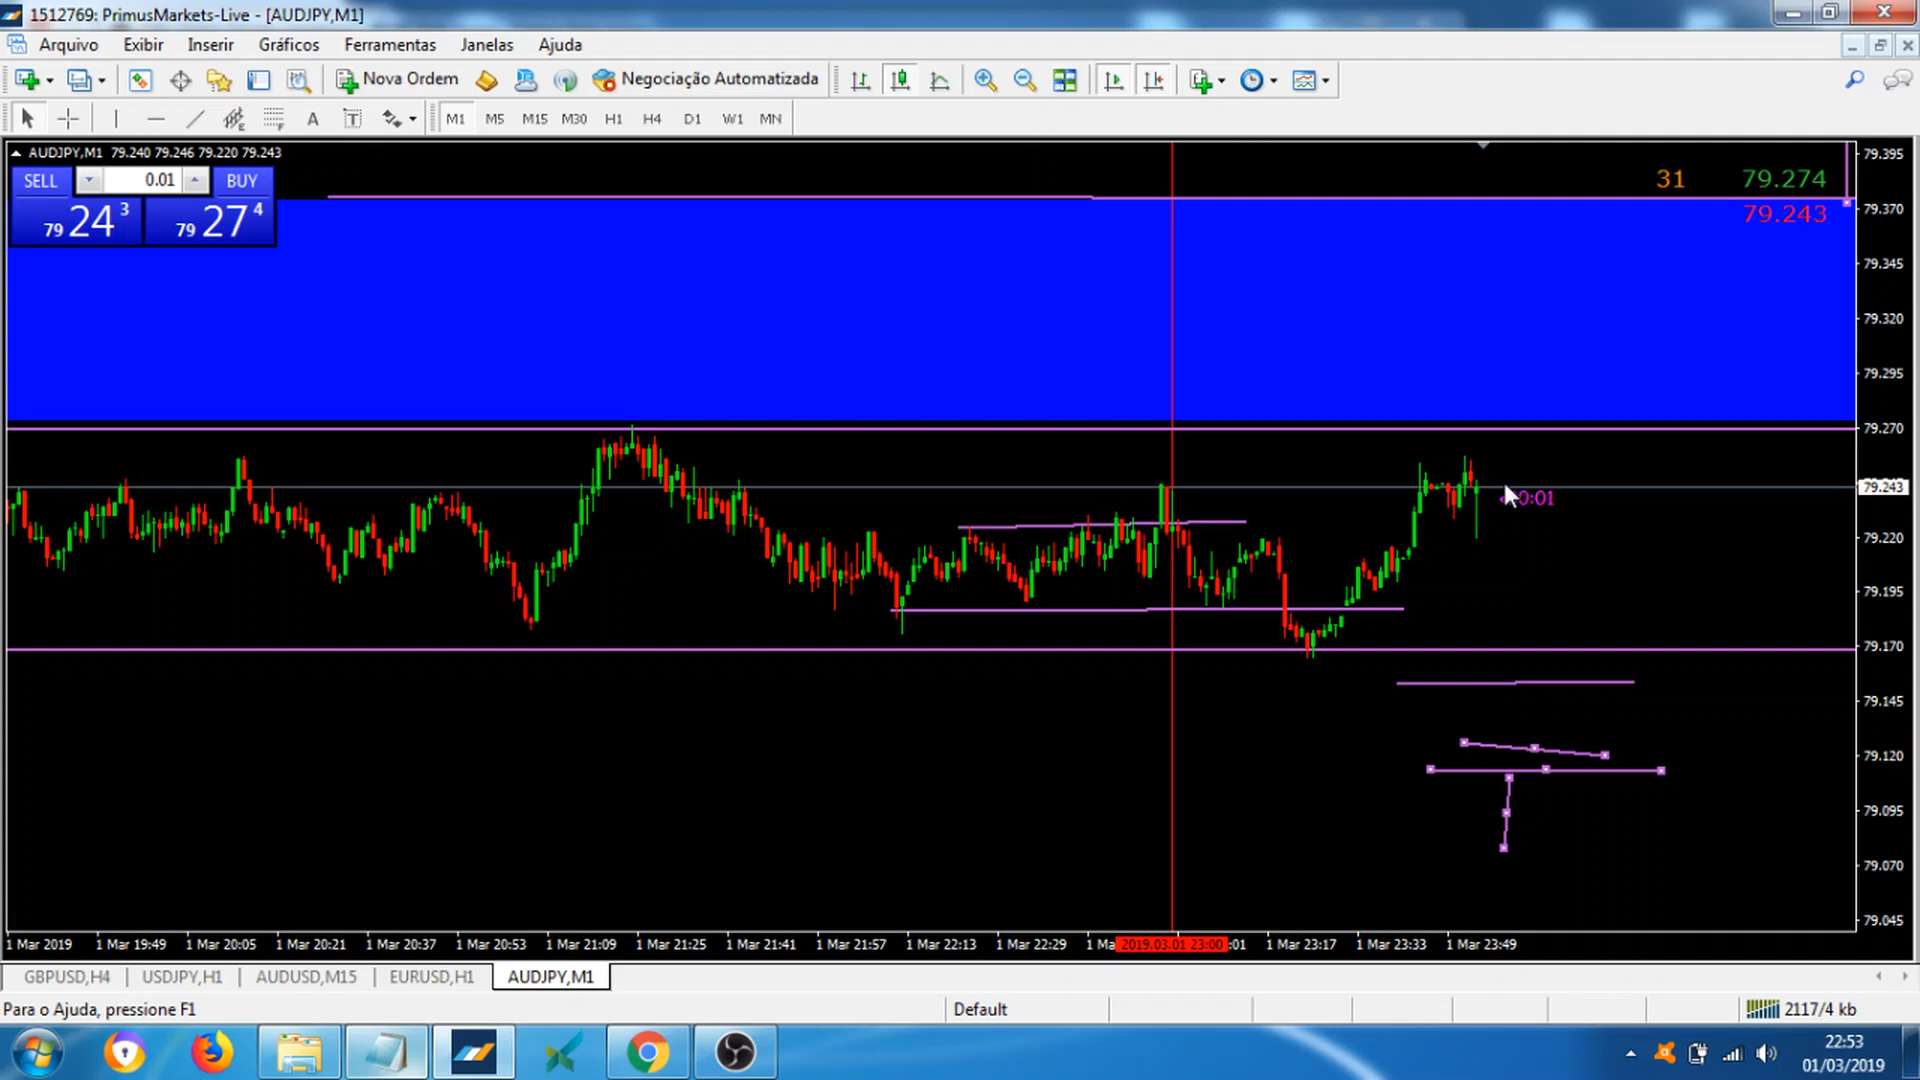 1512769: PrimusMarkets-Live - [AUDJPY,M1]
Arquivo Exibir Inserir Gráficos Ferramentas Janelas Ajuda
Nova Ordem Negociação Automatizada
A T M1 M5 M15 M30 H1 H4 D1 W1 MN
AUDJPY,M1 79.240 79.246 79.220 79.243
SELL 0.01 BUY
79 24 3 79 27 4
31 79.274
79.243
79.395
79.370
79.345
79.320
79.295
79.270
79.243
0:01
79.220
79.195
79.170
79.145
79.120
79.095
79.070
79.045
1 Mar 2019 1 Mar 19:49 1 Mar 20:05 1 Mar 20:21 1 Mar 20:37 1 Mar 20:53 1 Mar 21:09 1 Mar 21:25 1 Mar 21:41 1 Mar 21:57 1 Mar 22:13 1 Mar 22:29 1 Ma 2019.03.01 23:00 :01 1 Mar 23:17 1 Mar 23:33 1 Mar 23:49
GBPUSD,H4 USDJPY,H1 AUDUSD,M15 EURUSD,H1 AUDJPY,M1
Para o Ajuda, pressione F1 Default 2117/4 kb
22:53
01/03/2019